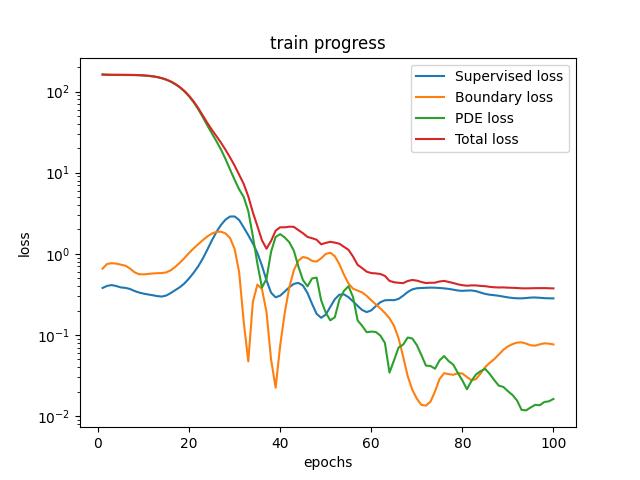 train progress
Supervised loss
Boundary loss
PDE loss
Total loss
10²
10¹
10⁰
10⁻¹
10⁻²
loss
0 20 40 60 80 100
epochs